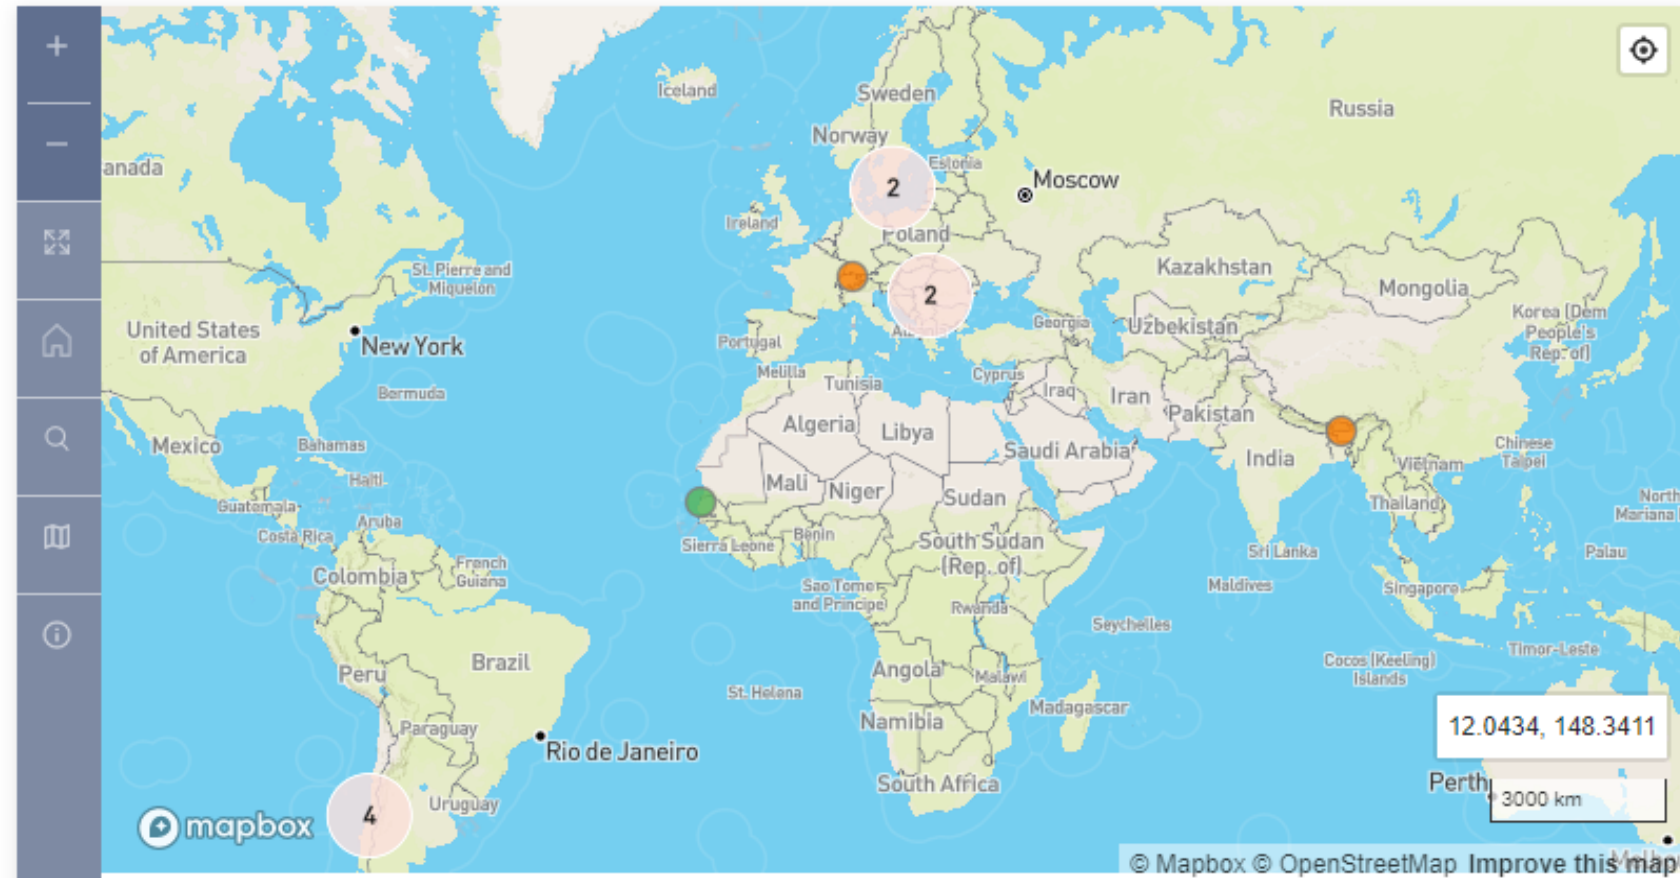 Iceland
Sweden
Russia
Norway
Estonia
anada
2
Moscow
Ireland
Poland
St. Pierre and
Miquelon
Kazakhstan
Mongolia
2
United States
of America
New York
Portugal
Georgia
Uzbekistan
Korea (Dem
People's
Rep. of)
Bermuda
Melilla
Tunisia
Cyprus
Iraq
Iran
Pakistan
Mexico
Bahamas
Algeria
Libya
Saudi Arabia
India
Chinese
Taipei
Haiti
Mali
Niger
Sudan
Vietnam
Thailand
Guatemala
Costa Rica
Aruba
Sierra Leone
Benin
South Sudan
(Rep. of)
Sri Lanka
Palau
North
Mariana
Colombia
French
Guiana
Sao Tome
and Principe
Rwanda
Maldives
Singapore
Seychelles
Peru
Brazil
Angola
Malawi
Cocos (Keeling)
Islands
Timor-Leste
St. Helena
Madagascar
Paraguay
Namibia
12.0434, 148.3411
Rio de Janeiro
South Africa
Perth
3000 km
4
Uruguay
mapbox
© Mapbox © OpenStreetMap Improve this map